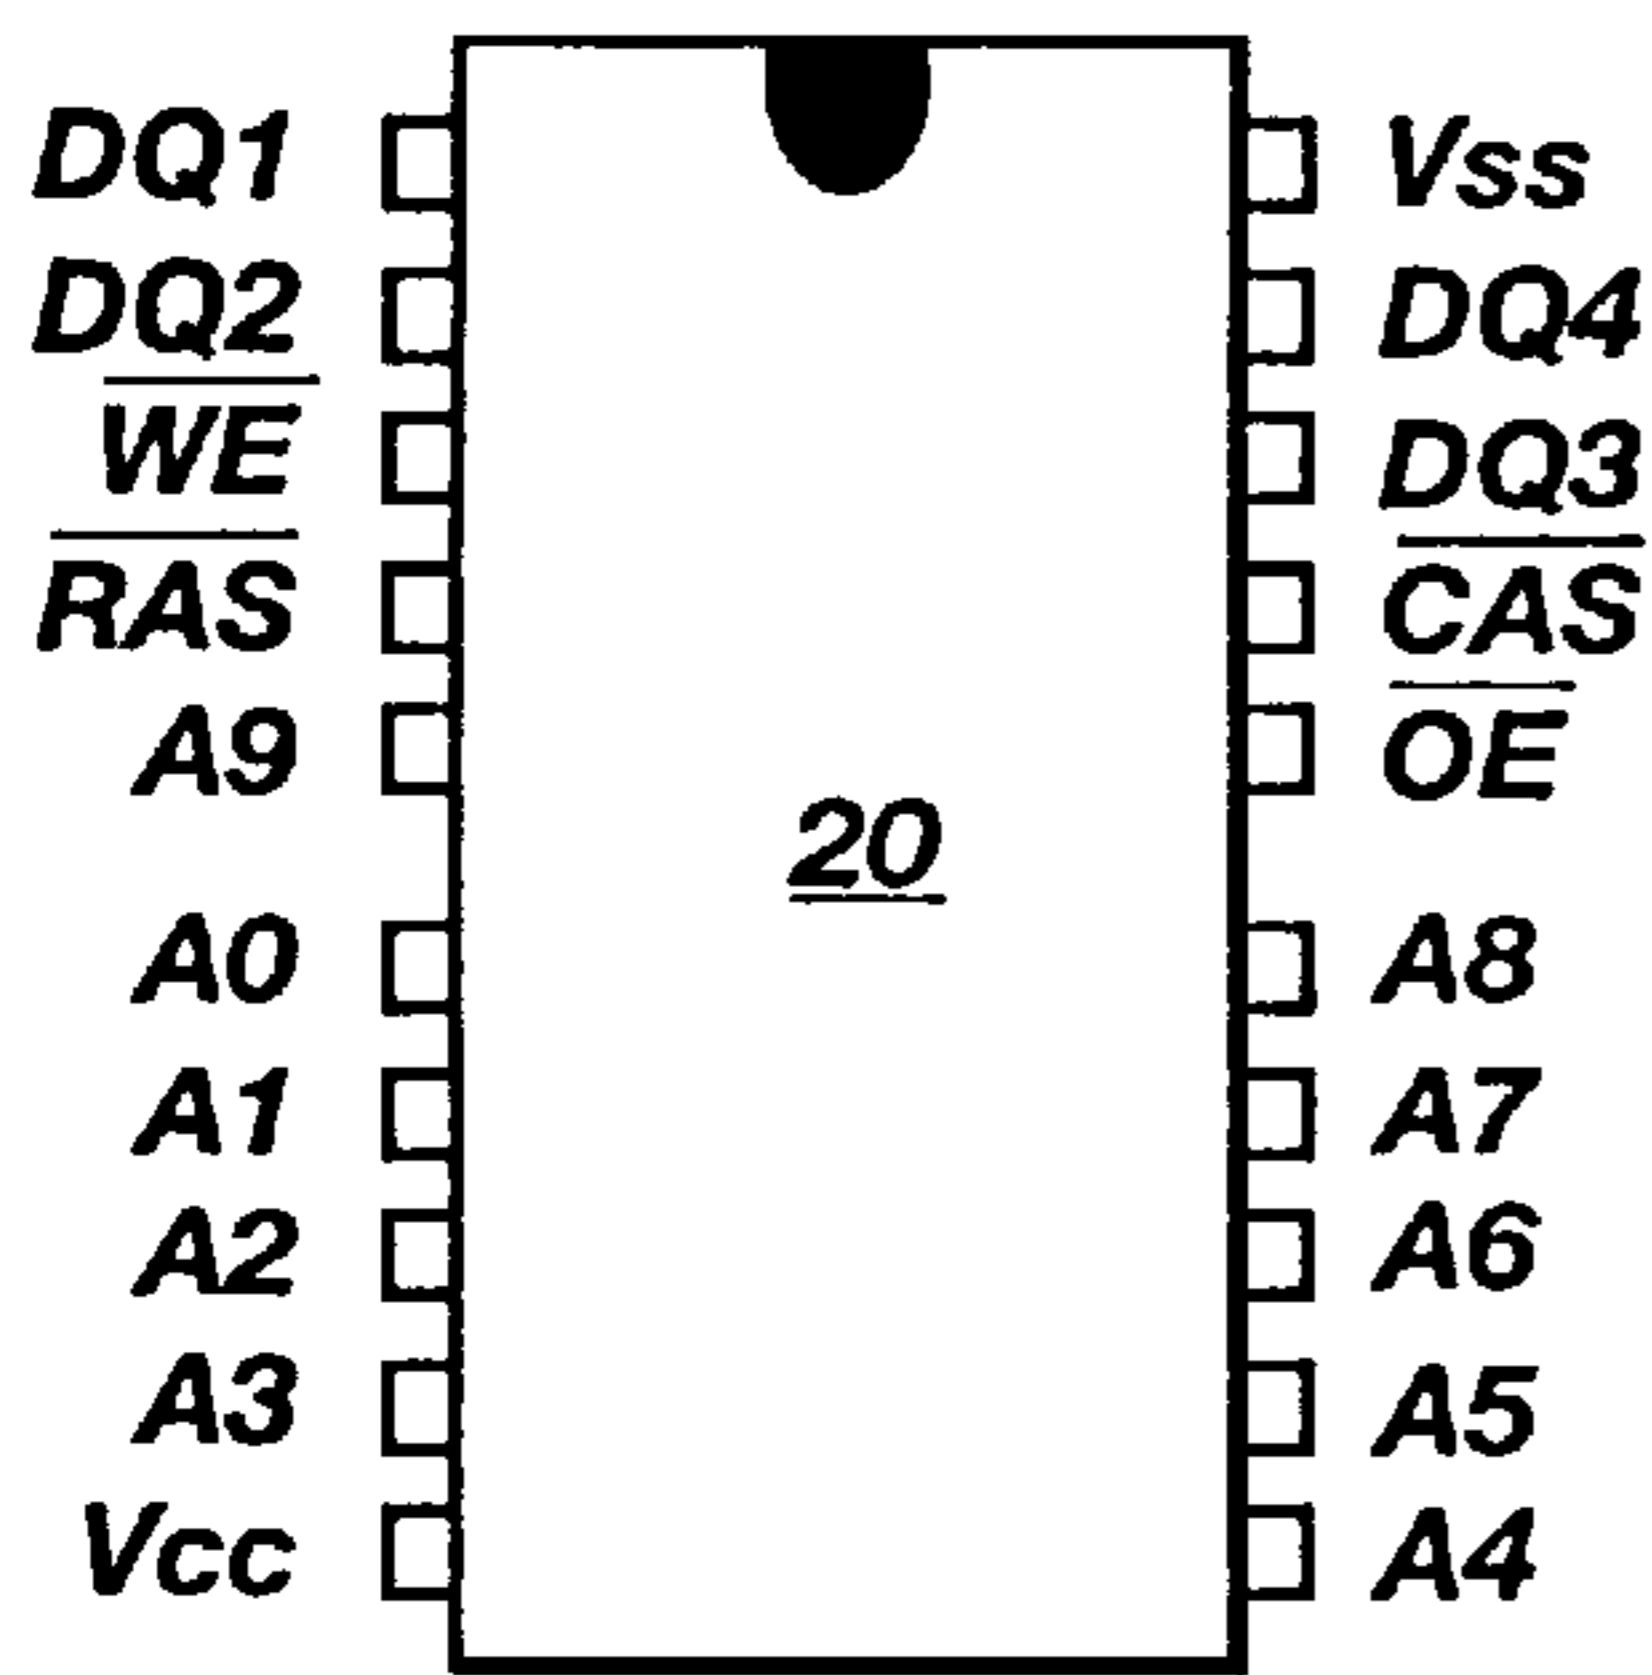 DQ1 Vss
DQ2 DQ4
WE DQ3
RAS CAS
A9 OE
20
A0 A8
A1 A7
A2 A6
A3 A5
Vcc A4